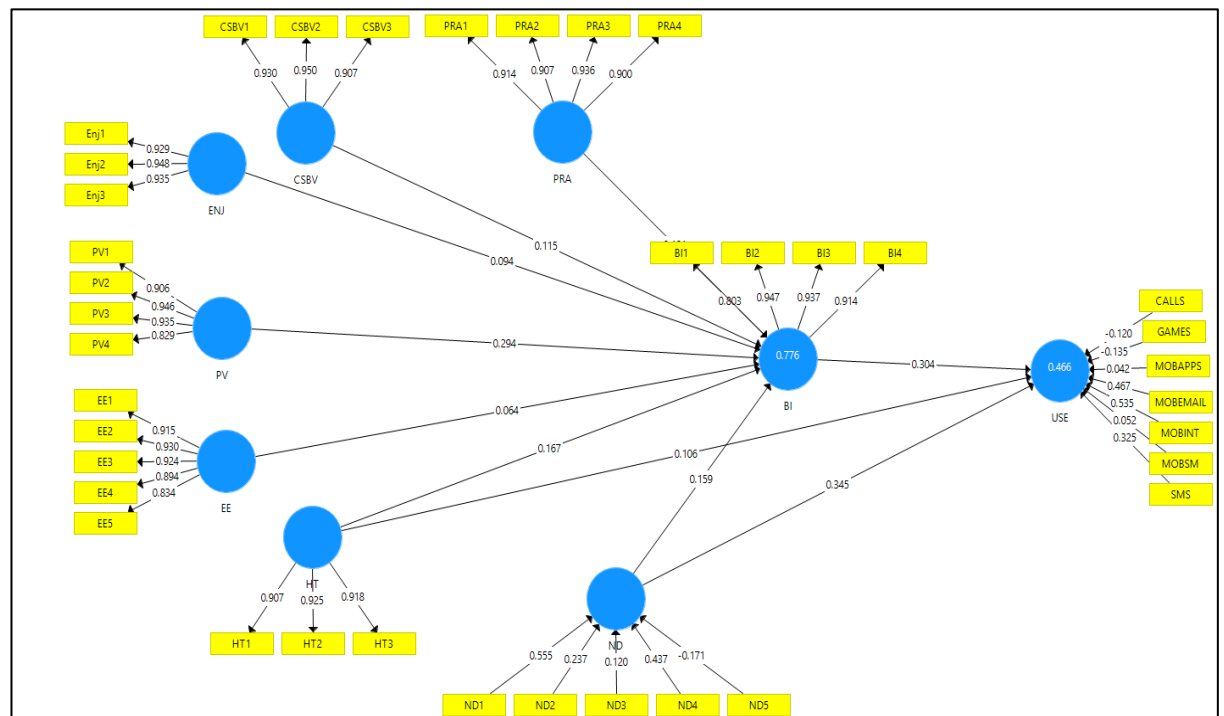 CSBV1 CSBV2 CSBV3 PRA1 PRA2 PRA3 PRA4
0.930 0.950 0.907 0.914 0.907 0.936 0.900
Enj1
Enj2
Enj3
0.929
0.948
0.935
ENJ
CSBV
PRA
PV1
PV2
PV3
PV4
0.906
0.946
0.935
0.829
PV
0.115
0.094
BI1 BI2 BI3 BI4
0.803 0.947 0.937 0.914
0.294
0.776
BI
0.304
0.466
USE
CALLS
GAMES
MOBAPPS
MOBEMAIL
MOBINT
MOBSM
SMS
-0.120
-0.135
0.042
0.467
0.535
0.052
0.325
EE1
EE2
EE3
EE4
EE5
0.915
0.930
0.924
0.894
0.834
EE
0.064
0.167
0.106
0.159
0.345
HT
0.907 0.925 0.918
HT1 HT2 HT3
ND
0.555 0.237 0.120 0.437 -0.171
ND1 ND2 ND3 ND4 ND5